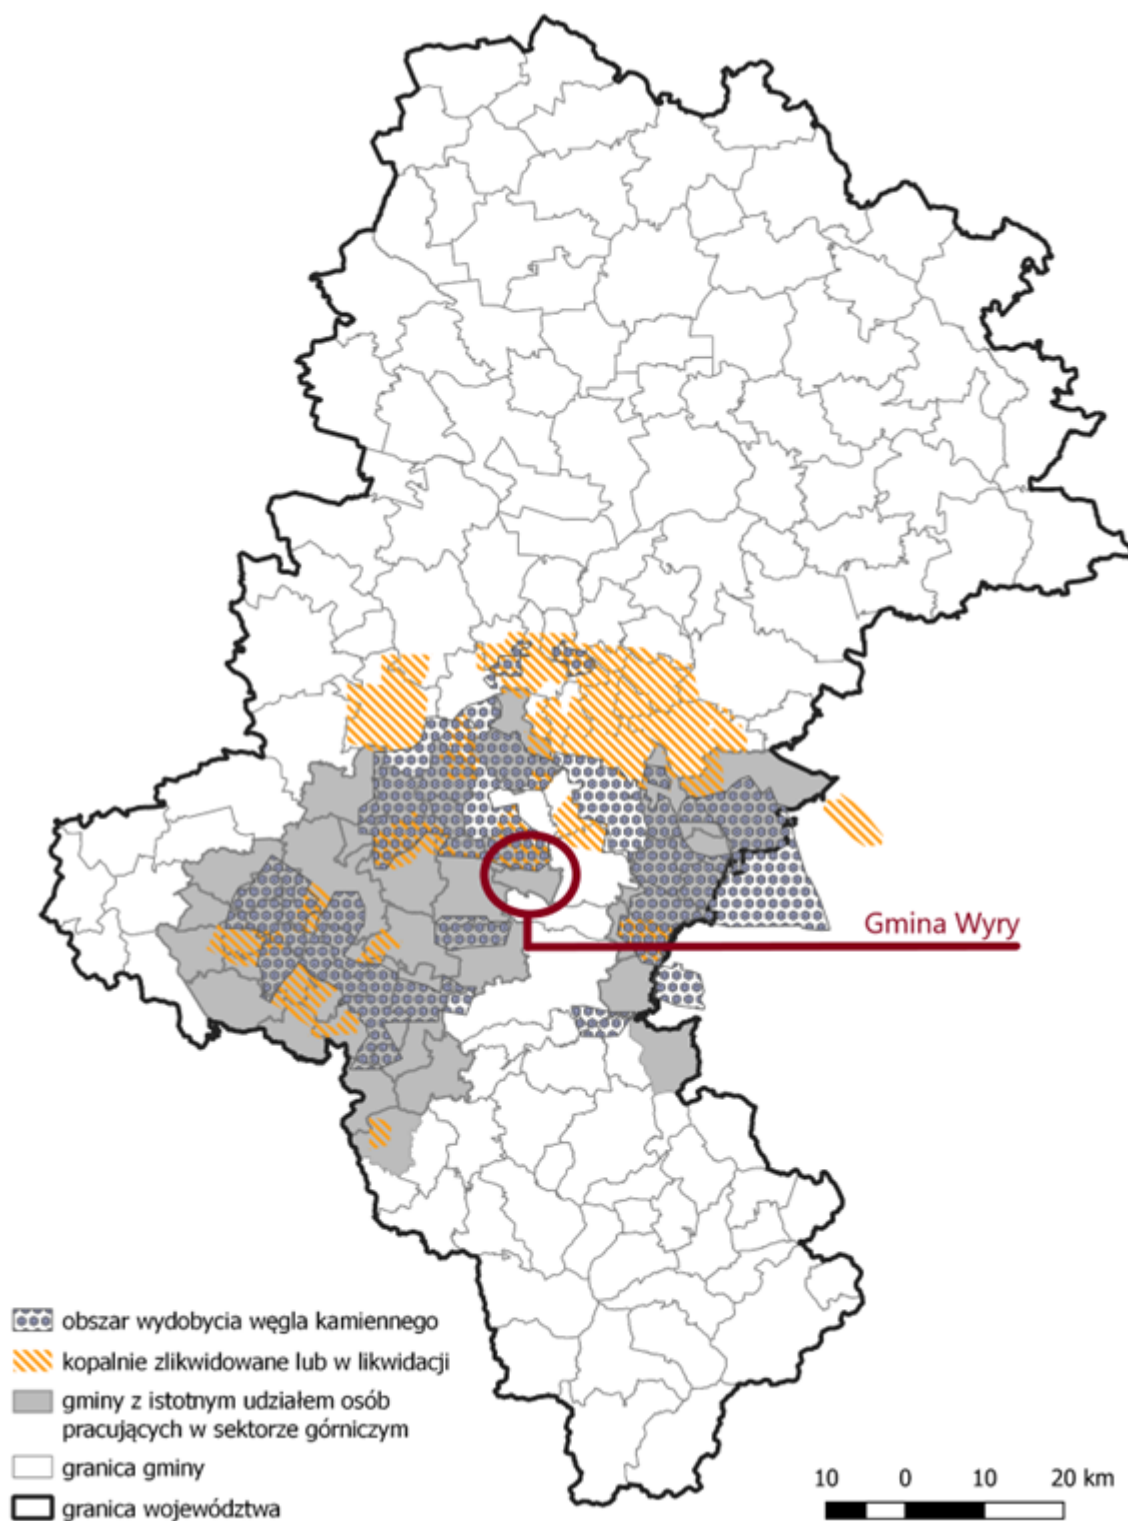 Gmina Wyry
obszar wydobycia węgla kamiennego
kopalnie zlikwidowane lub w likwidacji
gminy z istotnym udziałem osób
pracujących w sektorze górniczym
granica gminy
granica województwa
10 0 10 20 km